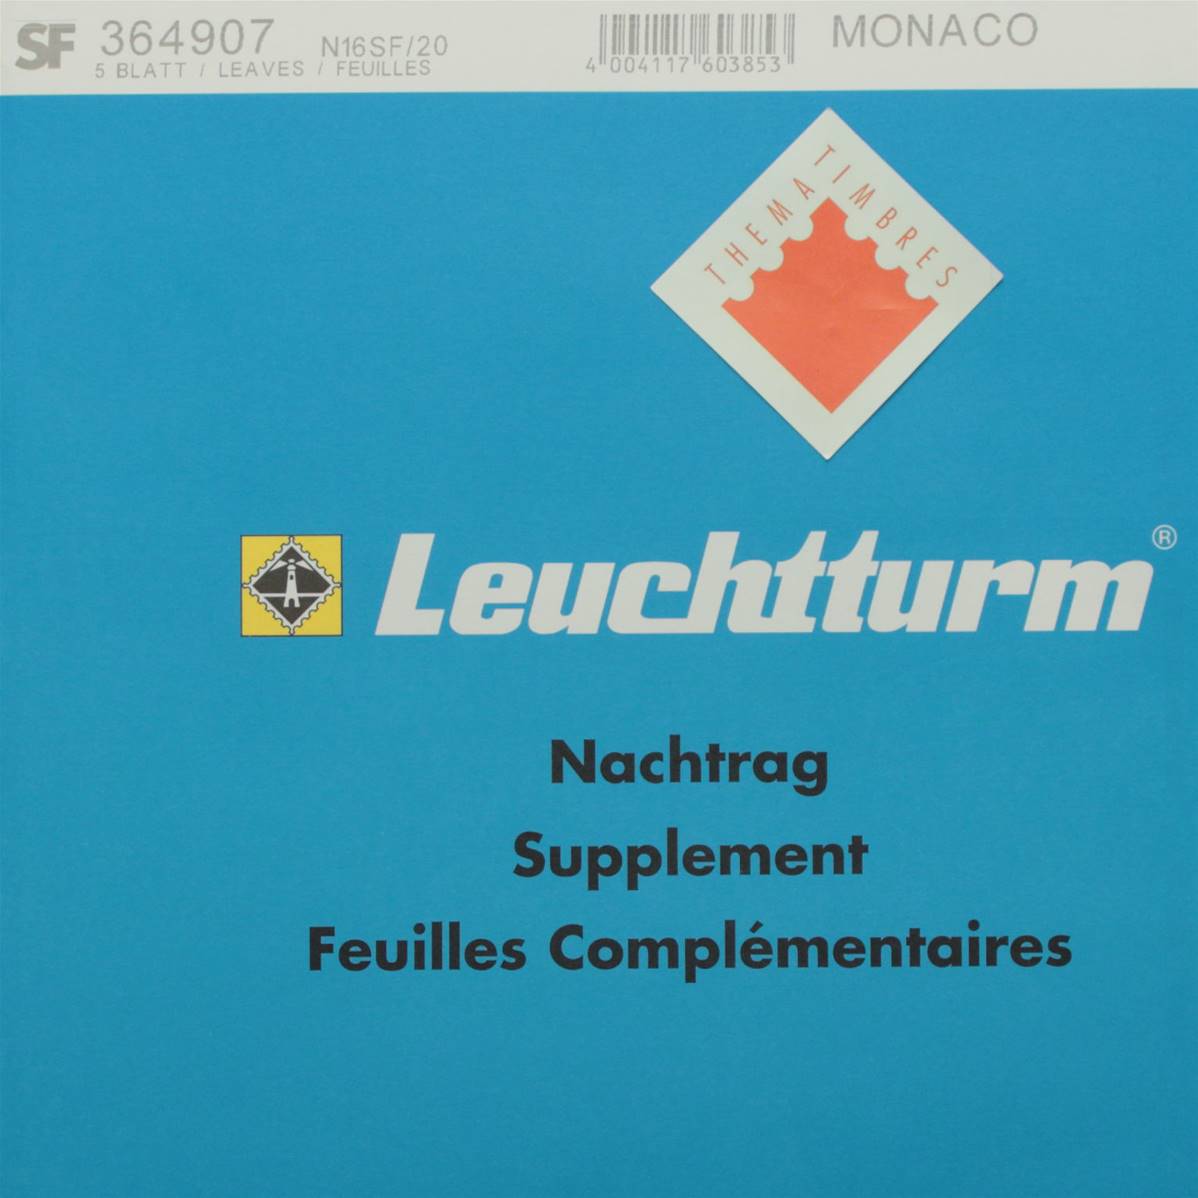 SF 364907 N16SF/20
5 BLATT / LEAVES / FEUILLES
4 004117 603853
MONACO
THEMA TIMBRES
Leuchtturm®
Nachtrag
Supplement
Feuilles Complémentaires